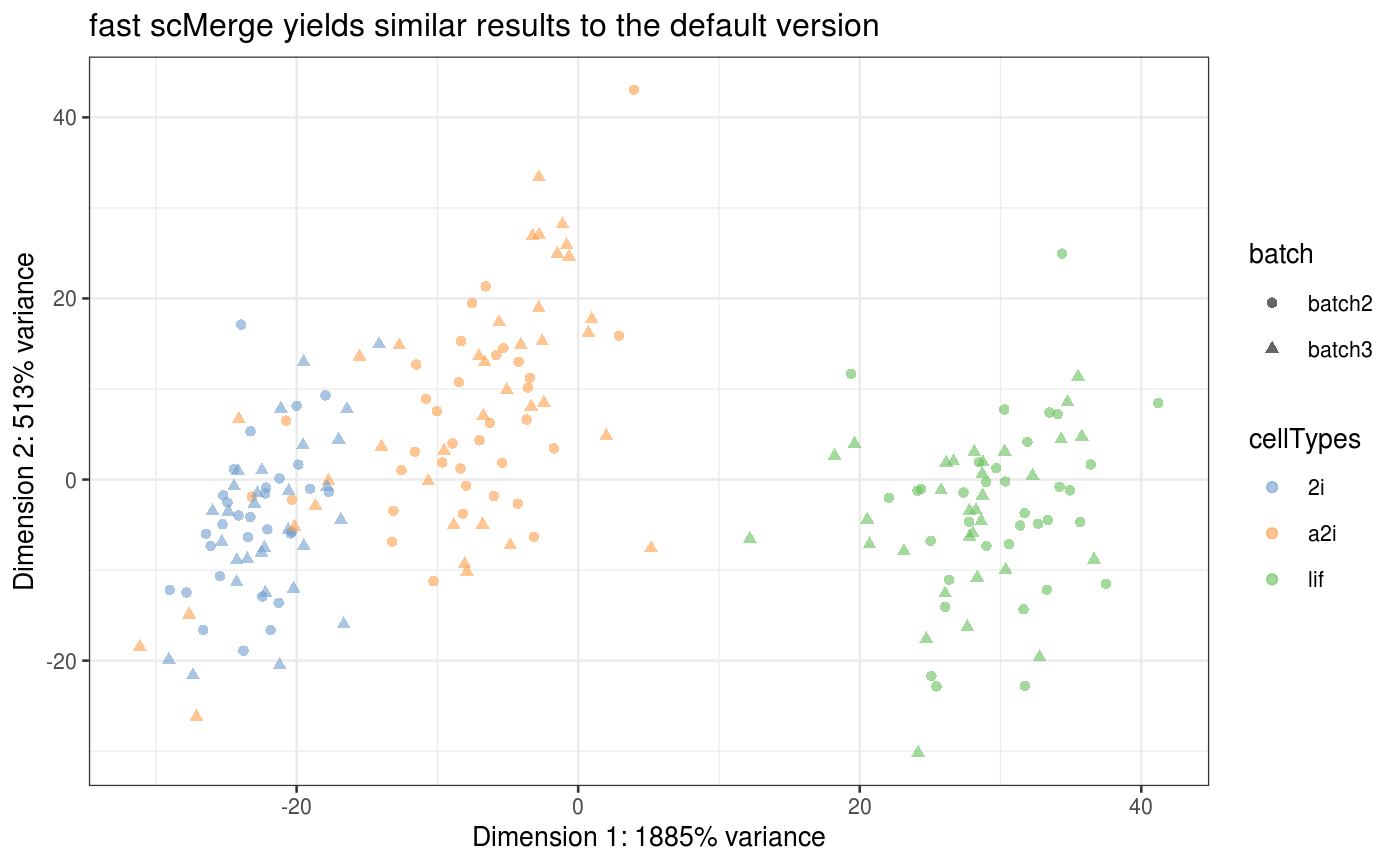 fast scMerge yields similar results to the default version
Dimension 2: 513% variance
40
20
0
-20
-20
0
20
40
Dimension 1: 1885% variance
batch
batch2
batch3
cellTypes
2i
a2i
lif